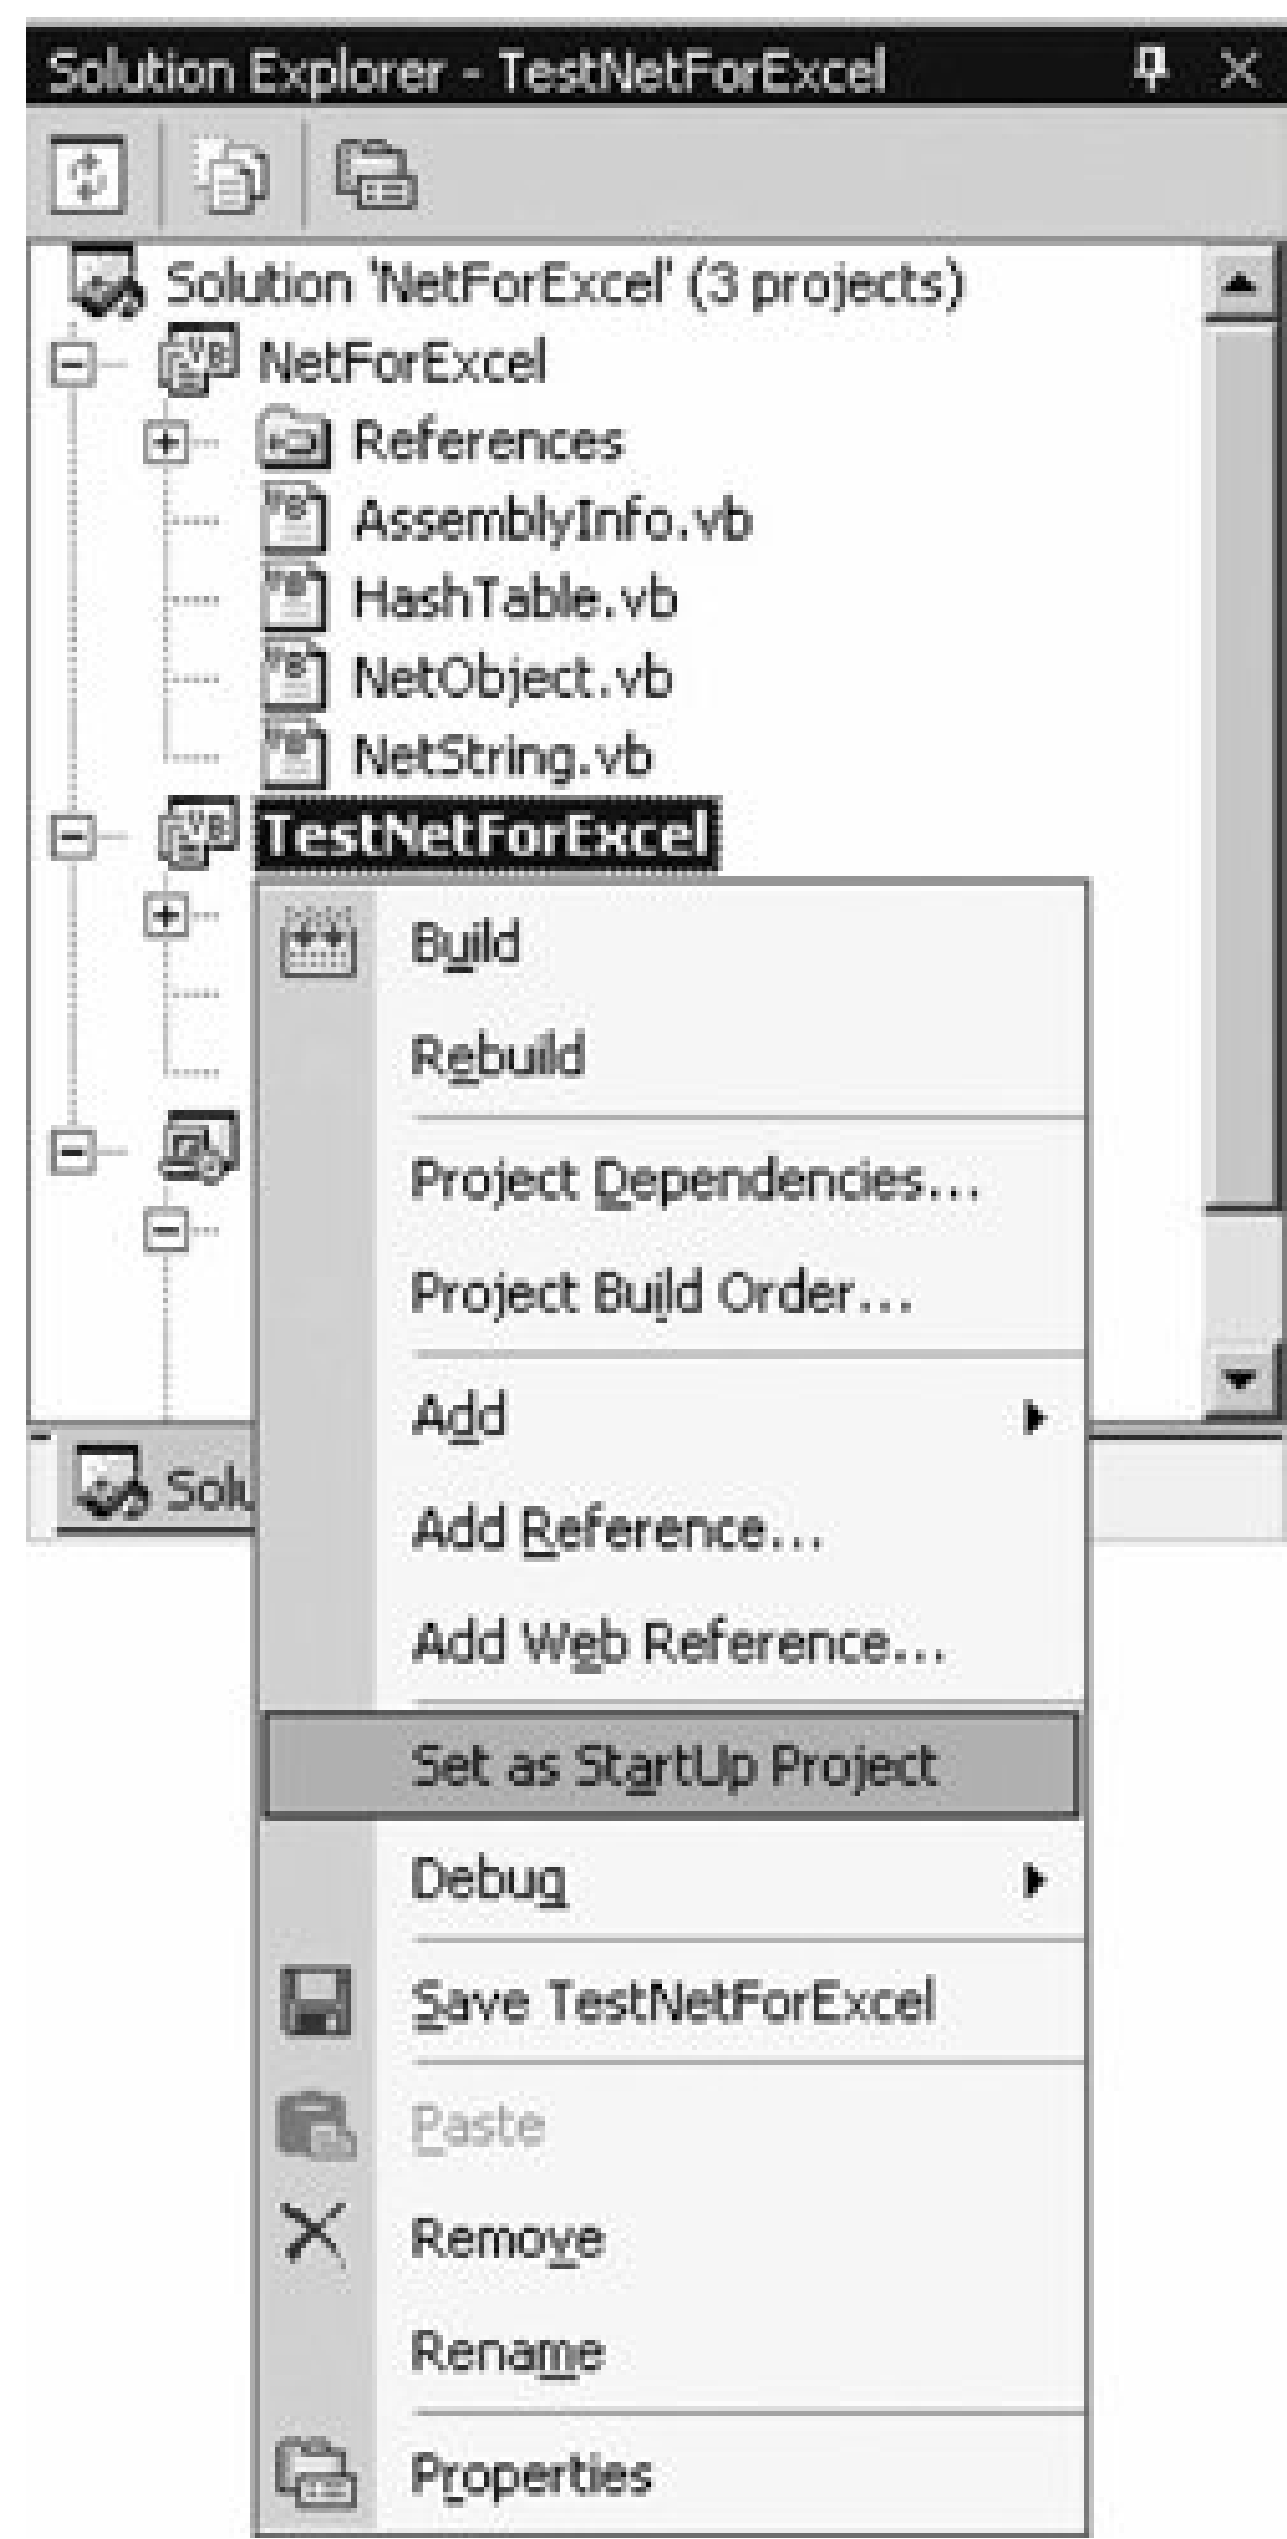 Solution Explorer - TestNetForExcel
Solution 'NetForExcel' (3 projects)
NetForExcel
References
AssemblyInfo.vb
HashTable.vb
NetObject.vb
NetString.vb
TestNetForExcel
Build
Rebuild
Project Dependencies...
Project Build Order...
Add
Solu
Add Reference...
Add Web Reference...
Set as StartUp Project
Debug
Save TestNetForExcel
Paste
Remove
Rename
Properties